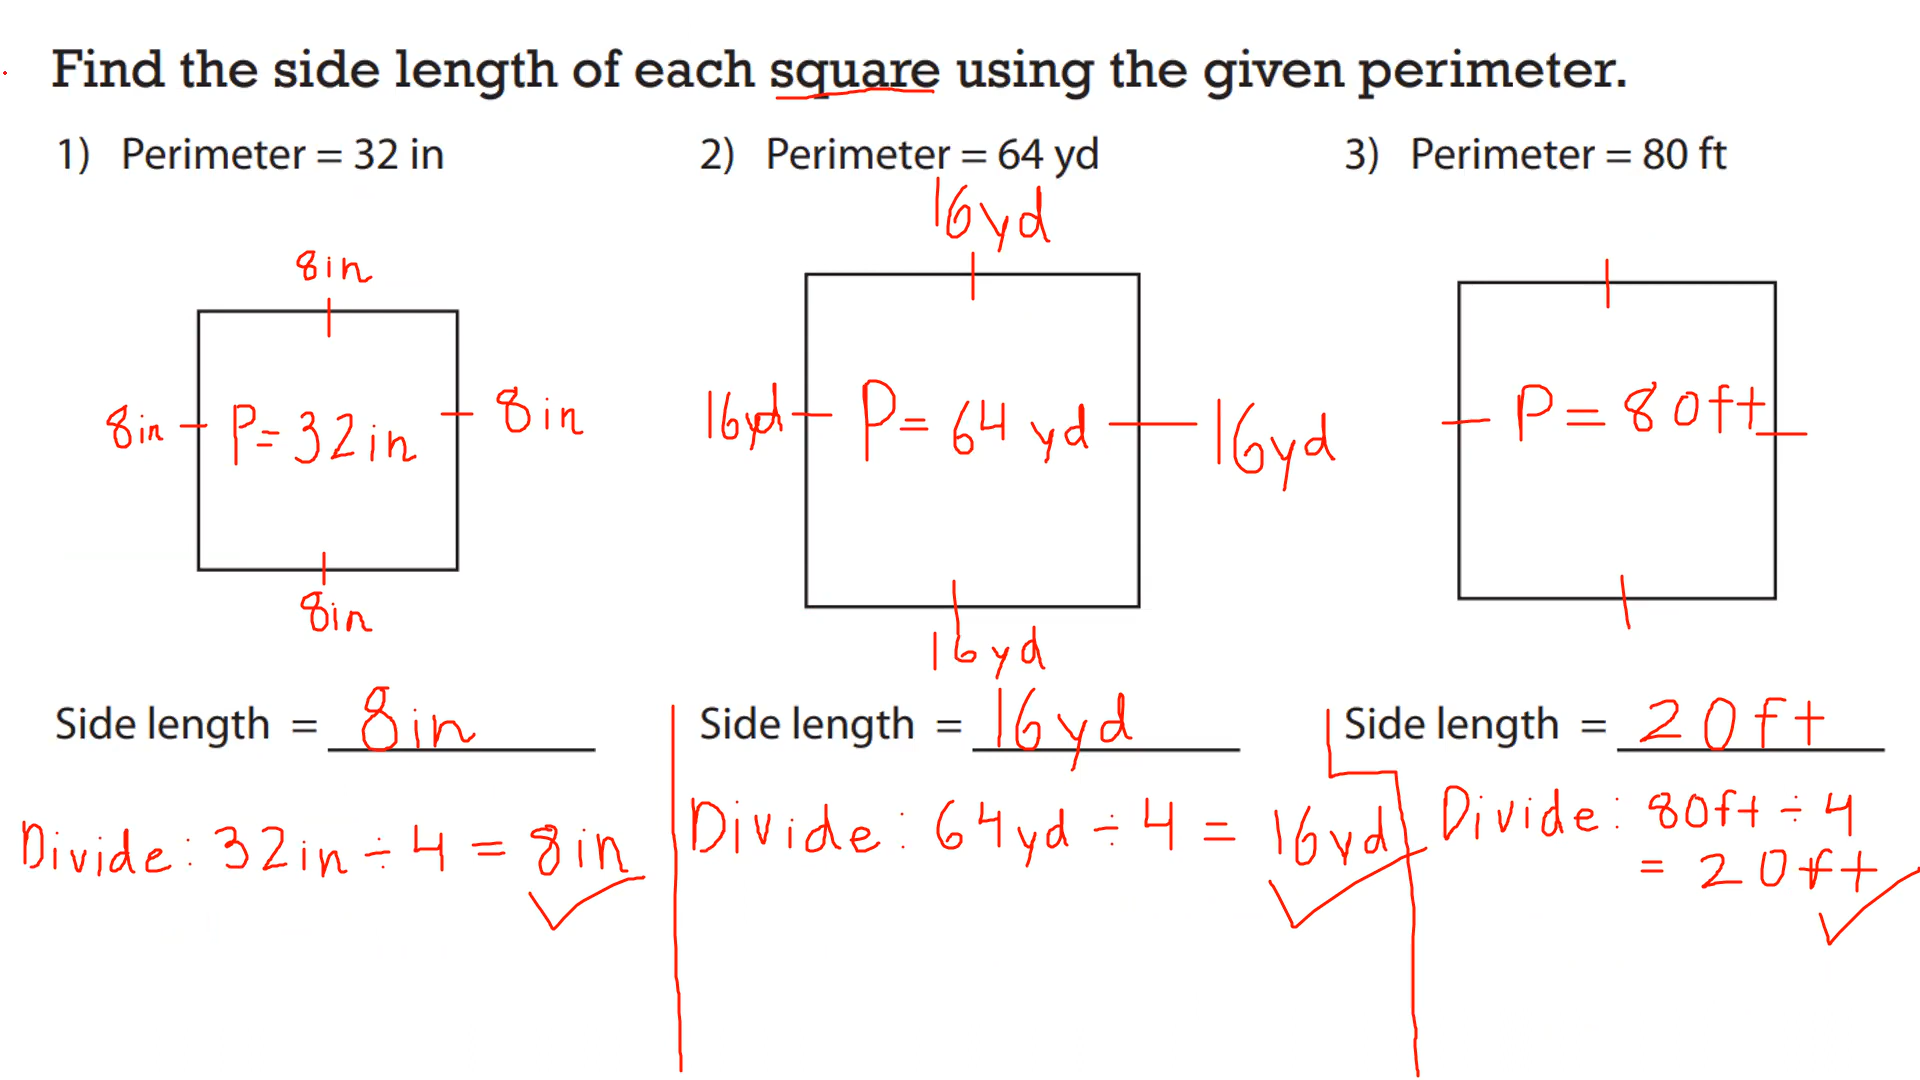 Find the side length of each square using the given perimeter.
1) Perimeter = 32 in
8in
8in
P= 32in
8in
8in
Side length = 8in
Divide: 32in ÷ 4 = 8in
2) Perimeter = 64 yd
16yd
16yd
P= 64 yd
16yd
16yd
Side length = 16yd
Divide: 64yd ÷ 4 = 16yd
3) Perimeter = 80 ft
P= 80ft
Side length = 20ft
Divide: 80ft ÷ 4
= 20ft